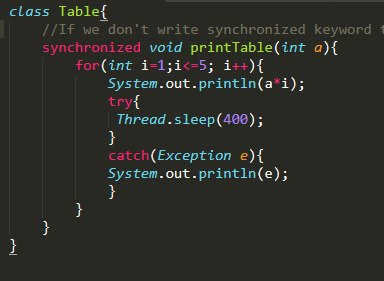 class Table{
//If we don't write synchronized keyword
synchronized void printTable(int a){
for(int i=1;i<=5; i++){
System.out.println(a*i);
try{
Thread.sleep(400);
}
catch(Exception e){
System.out.println(e);
}
}
}
}